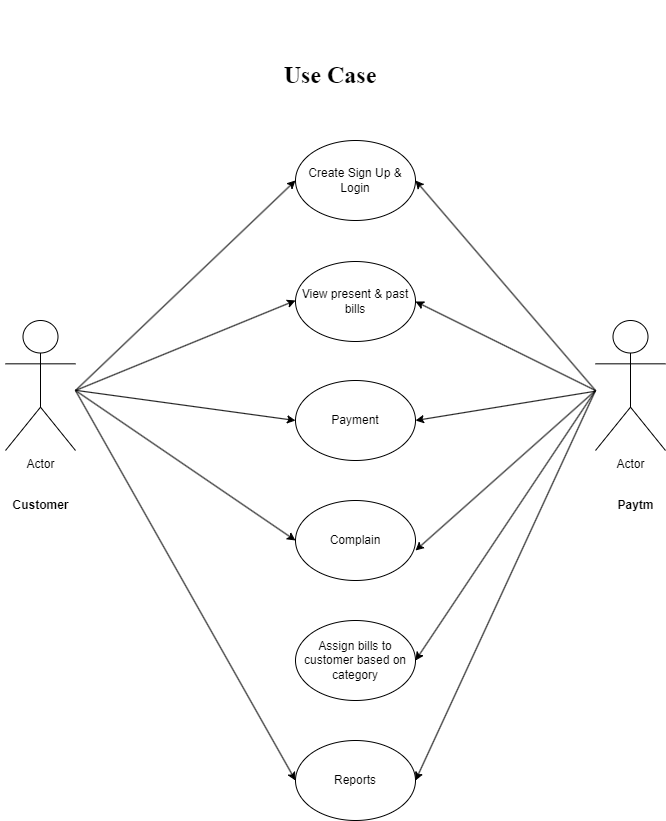 Use Case
Create Sign Up &
Login
View present & past
bills
Payment
Actor
Customer
Actor
Paytm
Complain
Assign bills to
customer based on
category
Reports